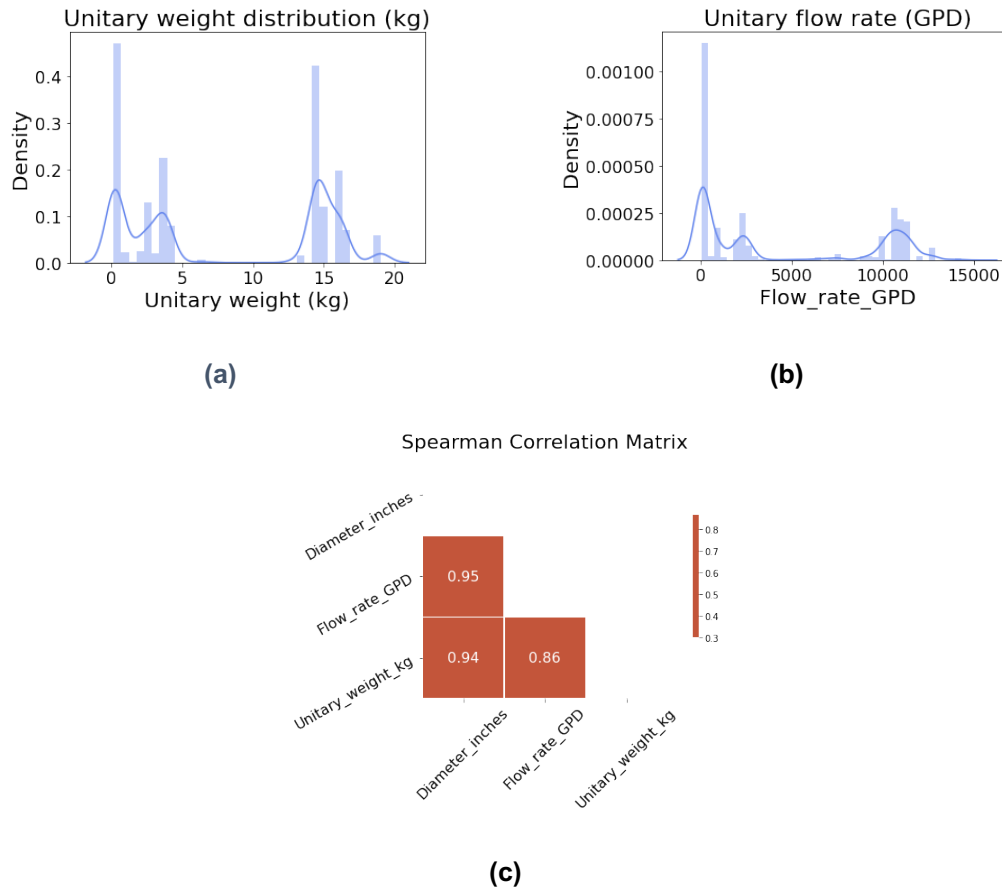 Unitary weight distribution (kg)
Density
0.4
0.3
0.2
0.1
0.0
0
5
10
15
20
Unitary weight (kg)
(a)
Unitary flow rate (GPD)
Density
0.00100
0.00075
0.00050
0.00025
0.00000
0
5000
10000
15000
Flow_rate_GPD
(b)
Spearman Correlation Matrix
Diameter_inches
Flow_rate_GPD
Unitary_weight_kg
0.95
0.94
0.86
0.8
0.7
0.6
0.5
0.4
0.3
Diameter_inches
Flow_rate_GPD
Unitary_weight_kg
(c)